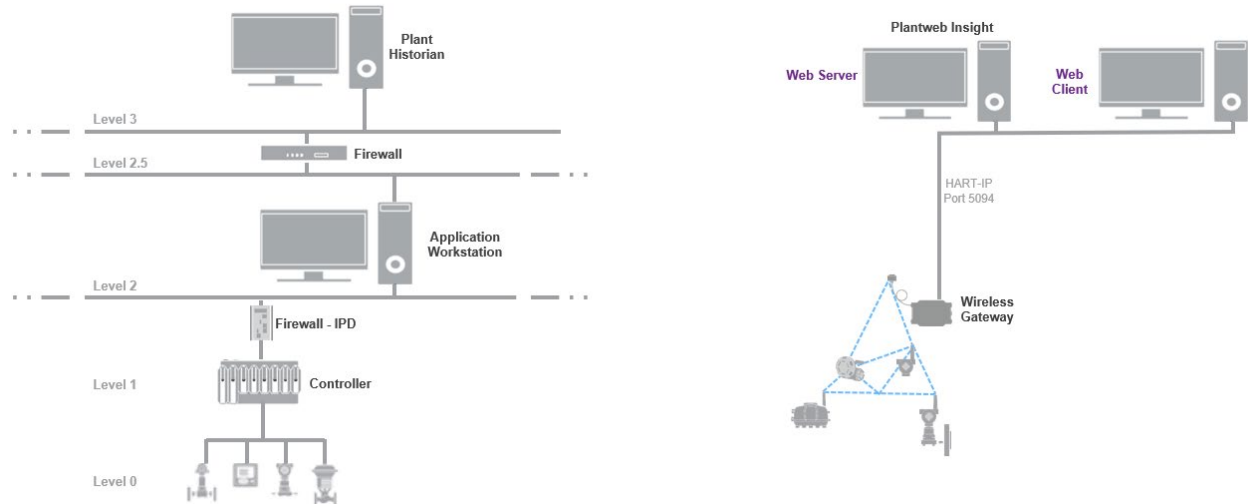 Plant
Historian
Level 3
Firewall
Level 2.5
Application
Workstation
Level 2
Firewall - IPD
Level 1
Controller
Level 0
Plantweb Insight
Web Server
Web
Client
HART-IP
Port 5094
Wireless
Gateway